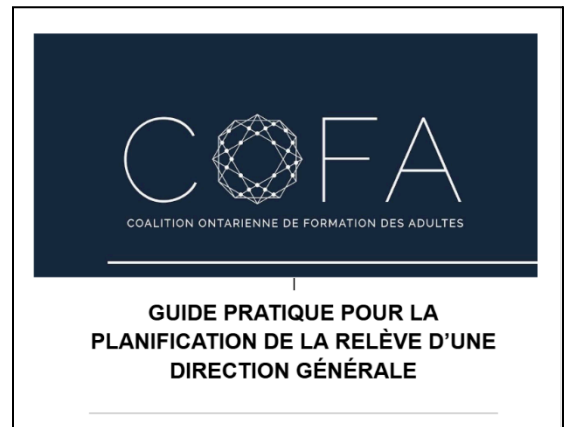 COFA
COALITION ONTARIENNE DE FORMATION DES ADULTES
GUIDE PRATIQUE POUR LA
PLANIFICATION DE LA RELÈVE D'UNE
DIRECTION GÉNÉRALE